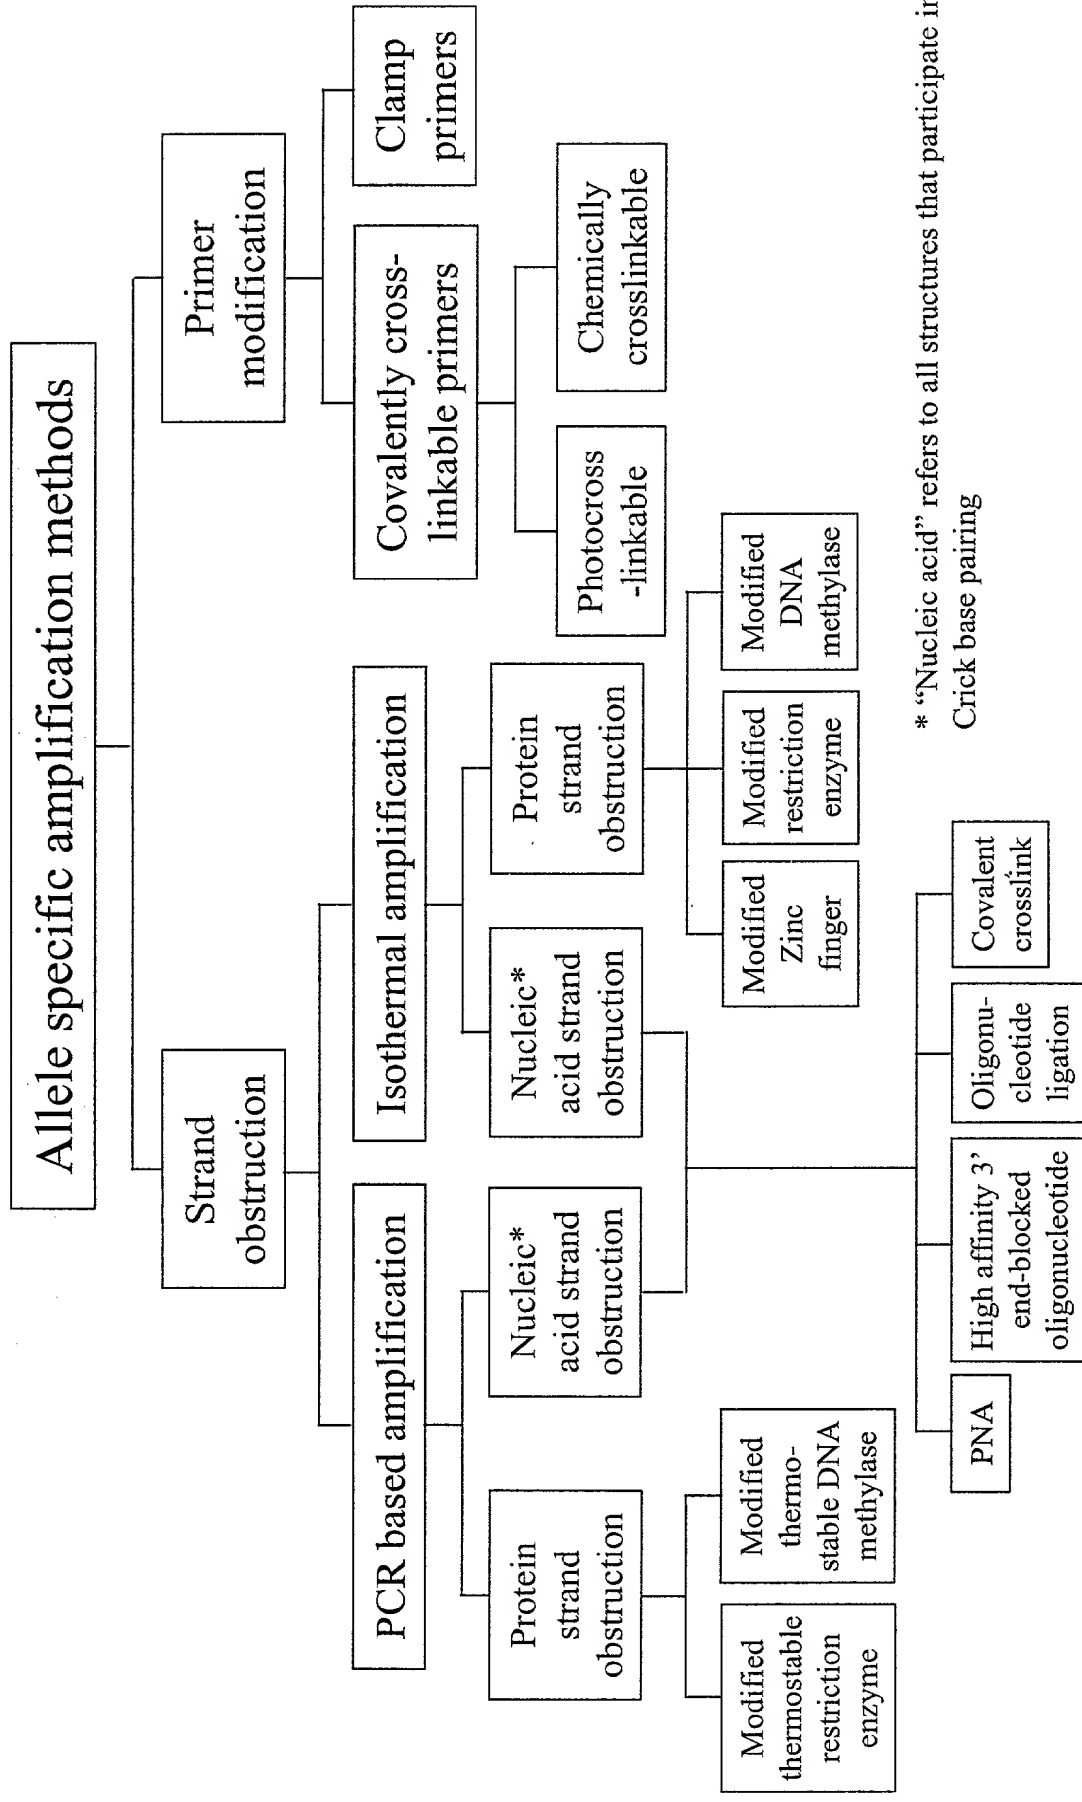 Allele specific amplification methods
Strand
obstruction
Primer
modification
PCR based amplification
Isothermal amplification
Covalently cross-
linkable primers
Clamp
primers
Protein
strand
obstruction
Nucleic*
acid strand
obstruction
Nucleic*
acid strand
obstruction
Protein
strand
obstruction
Photocross
-linkable
Chemically
crosslinkable
Modified
thermostable
restriction
enzyme
Modified
thermo-
stable DNA
methylase
Modified
Zinc
finger
Modified
restriction
enzyme
Modified
DNA
methylase
PNA
High affinity 3'
end-blocked
oligonucleotide
Oligonu-
cleotide
ligation
Covalent
crosslink
* “Nucleic acid” refers to all structures that participate in
Crick base pairing